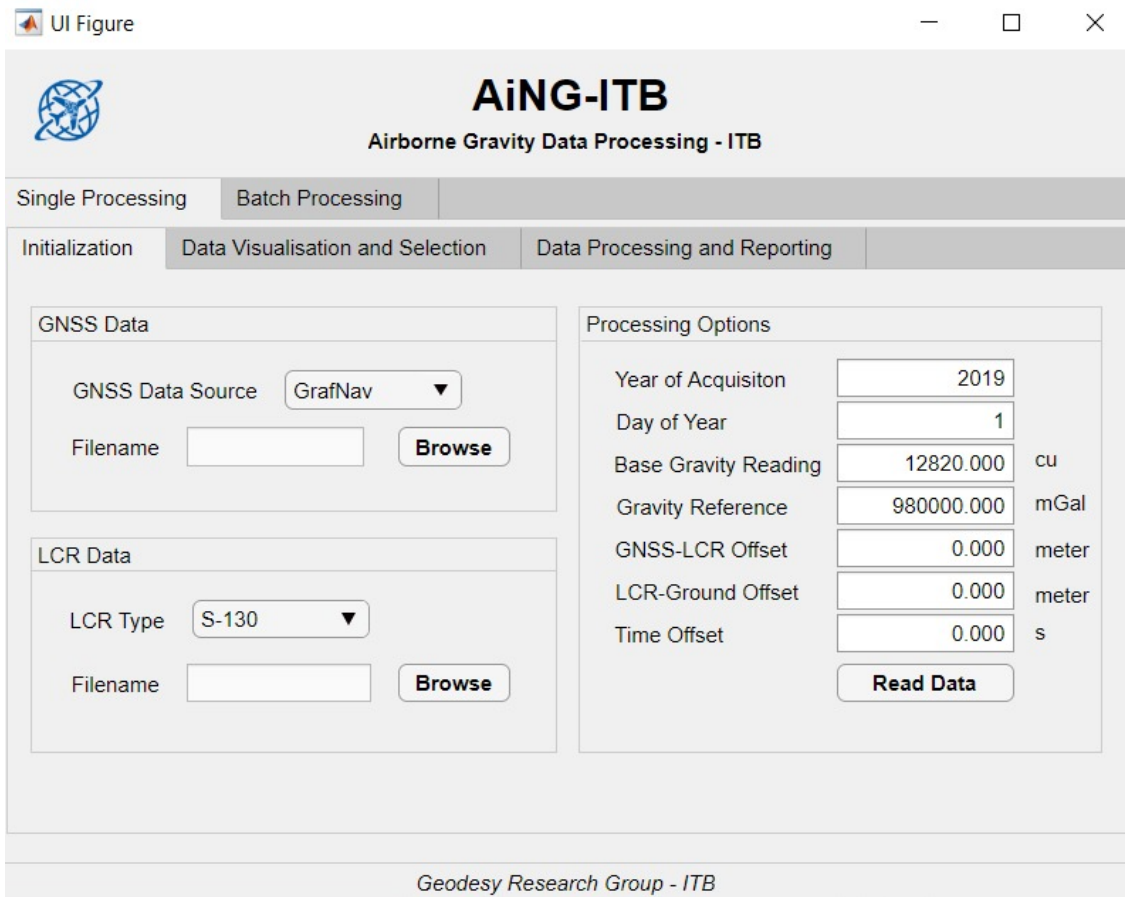 UI Figure
AiNG-ITB
Airborne Gravity Data Processing - ITB
Single Processing Batch Processing
Initialization Data Visualisation and Selection Data Processing and Reporting
GNSS Data
GNSS Data Source GrafNav
Filename Browse
LCR Data
LCR Type S-130
Filename Browse
Processing Options
Year of Acquisiton 2019
Day of Year 1
Base Gravity Reading 12820.000 cu
Gravity Reference 980000.000 mGal
GNSS-LCR Offset 0.000 meter
LCR-Ground Offset 0.000 meter
Time Offset 0.000 s
Read Data
Geodesy Research Group - ITB